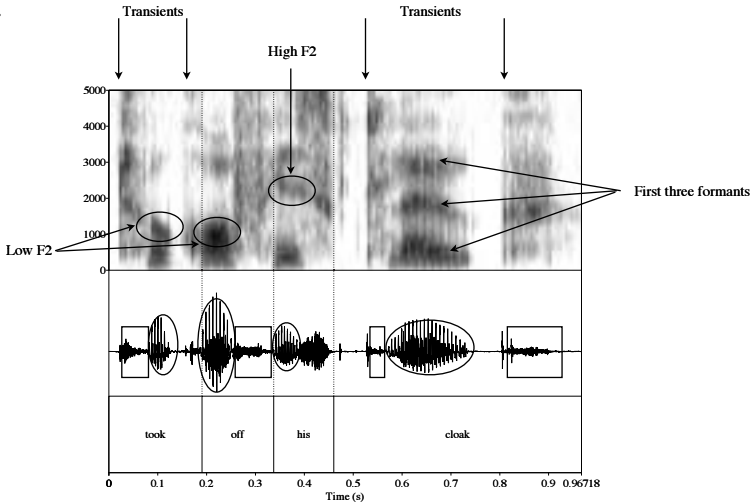 Transients Transients
High F2
5000
4000
3000
2000
1000
0
First three formants
Low F2
took off his cloak
0 0.1 0.2 0.3 0.4 0.5 0.6 0.7 0.8 0.9 0.96718
Time (s)